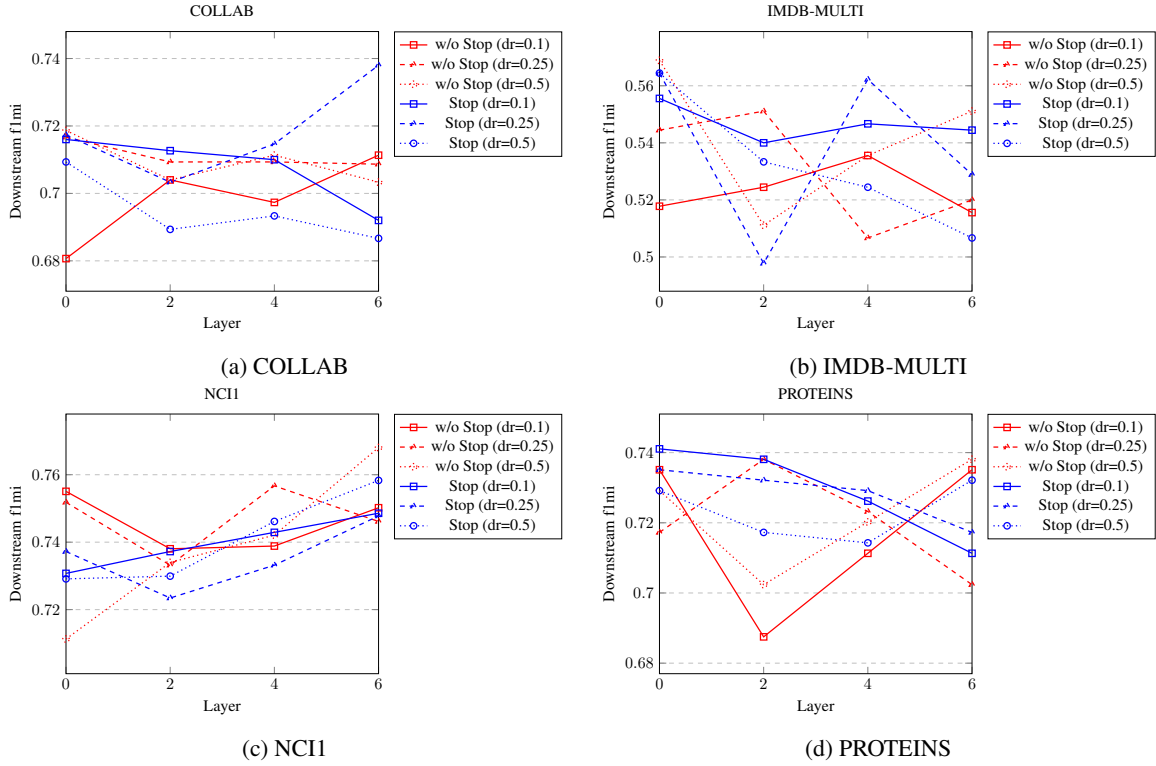 COLLAB
0.74
0.72
0.7
0.68
0 2 4 6
Downstream f1mi
Layer
w/o Stop (dr=0.1)
w/o Stop (dr=0.25)
w/o Stop (dr=0.5)
Stop (dr=0.1)
Stop (dr=0.25)
Stop (dr=0.5)
(a) COLLAB
IMDB-MULTI
0.56
0.54
0.52
0.5
0 2 4 6
Downstream f1mi
Layer
w/o Stop (dr=0.1)
w/o Stop (dr=0.25)
w/o Stop (dr=0.5)
Stop (dr=0.1)
Stop (dr=0.25)
Stop (dr=0.5)
(b) IMDB-MULTI
NCI1
0.76
0.74
0.72
0 2 4 6
Downstream f1mi
Layer
w/o Stop (dr=0.1)
w/o Stop (dr=0.25)
w/o Stop (dr=0.5)
Stop (dr=0.1)
Stop (dr=0.25)
Stop (dr=0.5)
(c) NCI1
PROTEINS
0.74
0.72
0.7
0.68
0 2 4 6
Downstream f1mi
Layer
w/o Stop (dr=0.1)
w/o Stop (dr=0.25)
w/o Stop (dr=0.5)
Stop (dr=0.1)
Stop (dr=0.25)
Stop (dr=0.5)
(d) PROTEINS